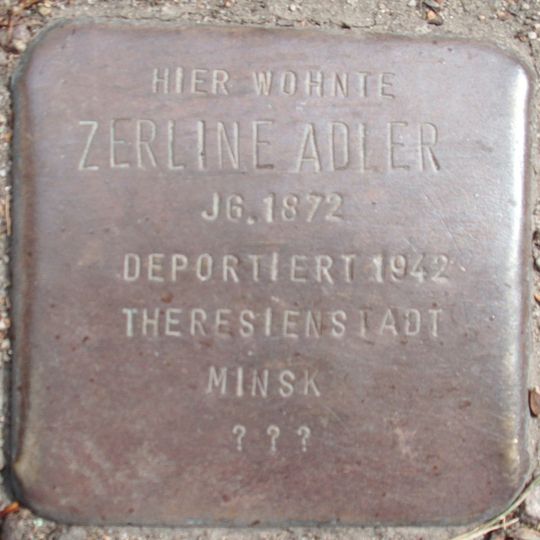 HIER WOHNTE
ZERLINE ADLER
JG. 1872
DEPORTIERT 1942
THERESIENSTADT
MINSK
? ? ?